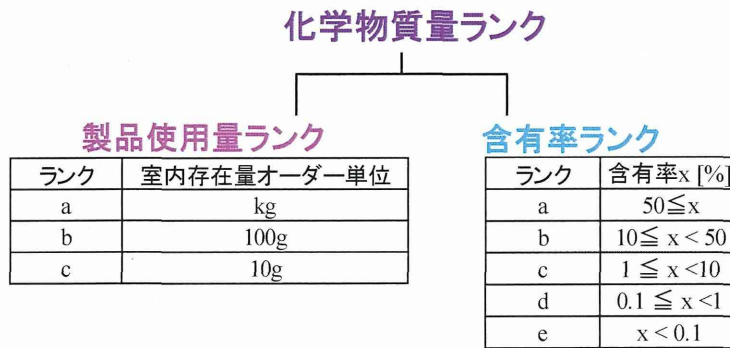 化学物質量ランク
製品使用量ランク
ランク 室内存在量オーダー単位
a kg
b 100g
c 10g
含有率ランク
ランク 含有率x [%]
a 50≦x
b 10≦ x < 50
c 1 ≦ x <10
d 0.1 ≦ x <1
e x < 0.1